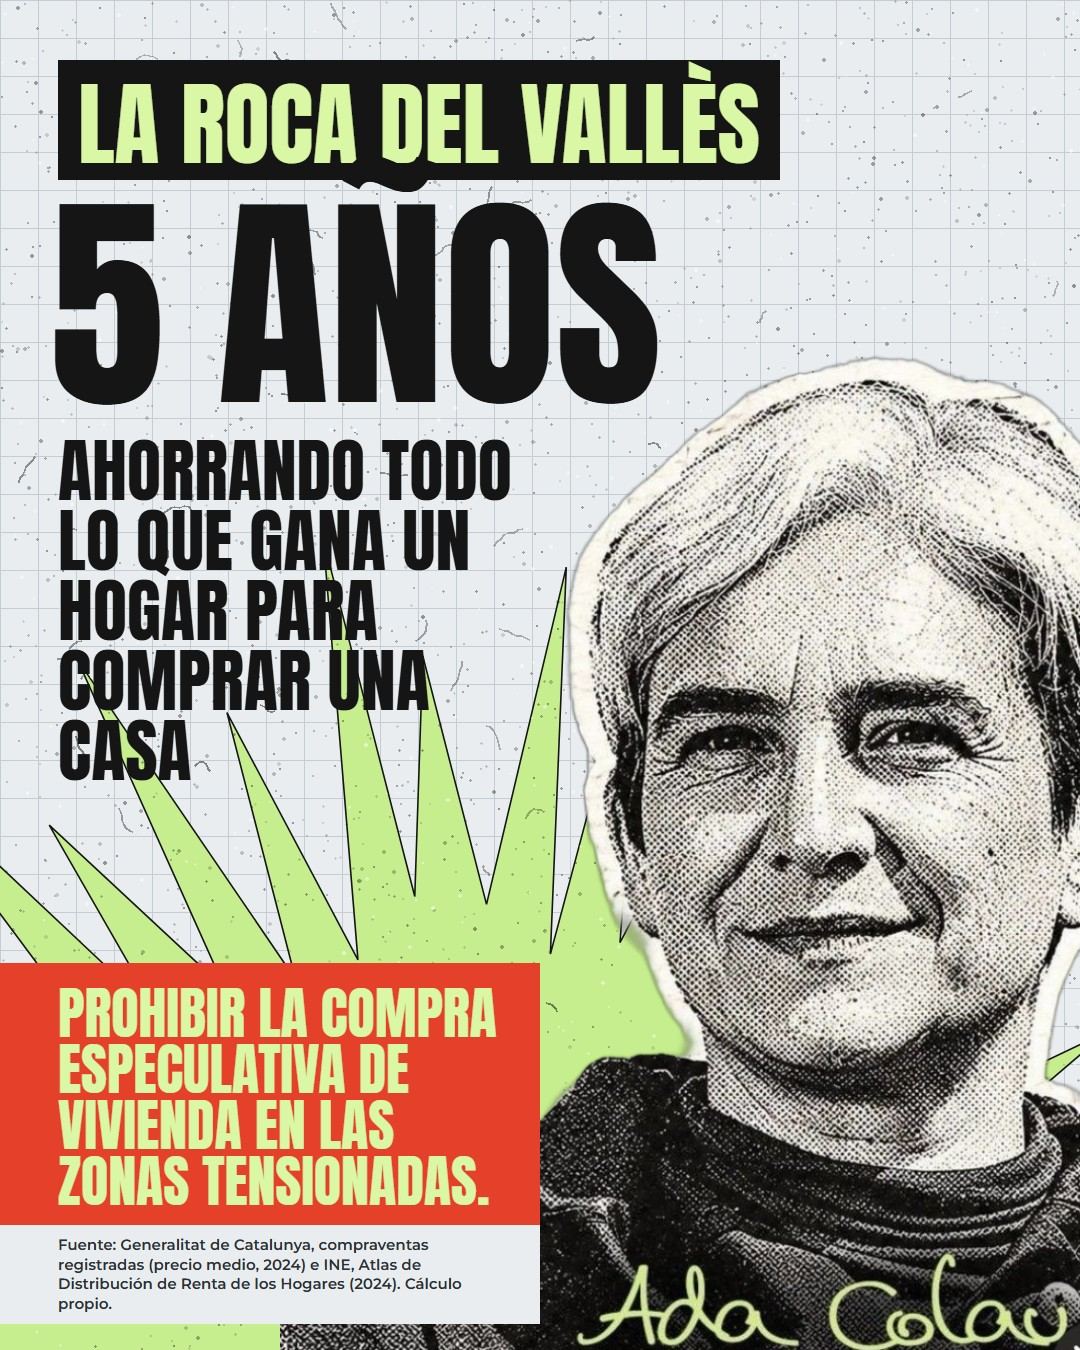 LA ROCA DEL VALLÈS
5 AÑOS
AHORRANDO TODO
LO QUE GANA UN
HOGAR PARA
COMPRAR UNA
CASA
PROHIBIR LA COMPRA
ESPECULATIVA DE
VIVIENDA EN LAS
ZONAS TENSIONADAS.
Fuente: Generalitat de Catalunya, compraventas
registradas (precio medio, 2024) e INE, Atlas de
Distribución de Renta de los Hogares (2024). Cálculo
propio.
Ada Colau